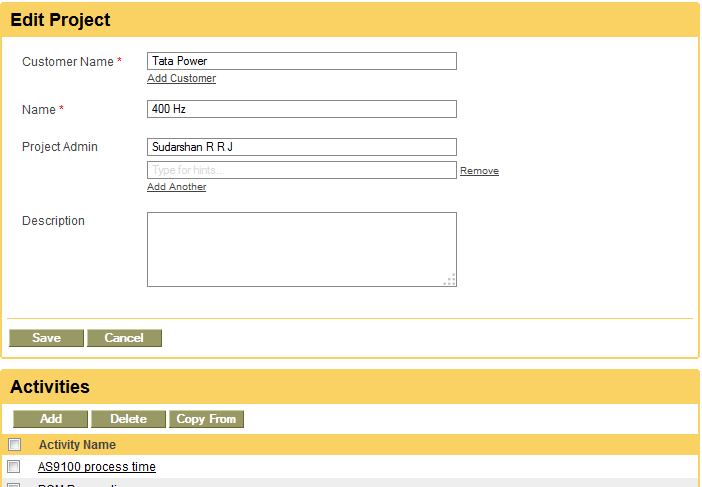 Edit Project
Customer Name *
Tata Power
Add Customer
Name *
400 Hz
Project Admin
Sudarshan R R J
Type for hints...
Remove
Add Another
Description
Save Cancel
Activities
Add Delete Copy From
Activity Name
AS9100 process time